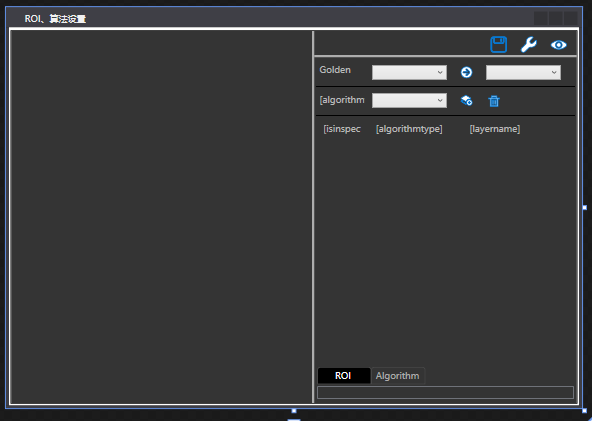 ROI、算法设置
Golden
[algorithm
[isinspec [algorithmtype] [layername]
ROI Algorithm